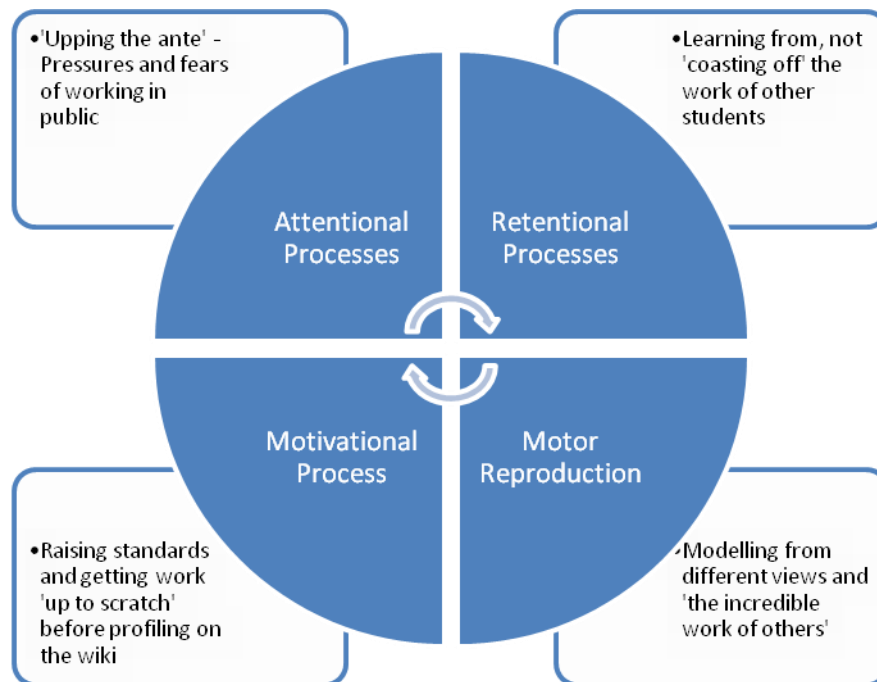 •'Upping the ante' -
Pressures and fears
of working in
public
•Learning from, not
'coasting off' the
work of other
students
Attentional
Processes
Retentional
Processes
Motivational
Process
Motor
Reproduction
•Raising standards
and getting work
'up to scratch'
before profiling on
the wiki
•Modelling from
different views and
'the incredible
work of others'